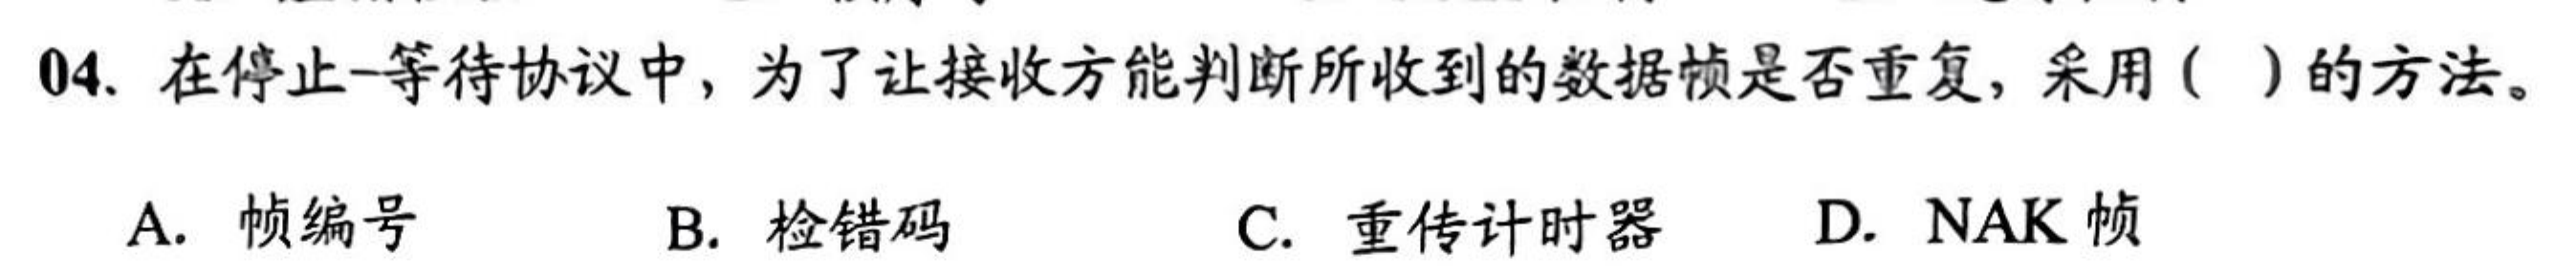 04. 在停止-等待协议中，为了让接收方能判断所收到的数据帧是否重复，采用（　）的方法。
A. 帧编号　B. 检错码　C. 重传计时器　D. NAK 帧